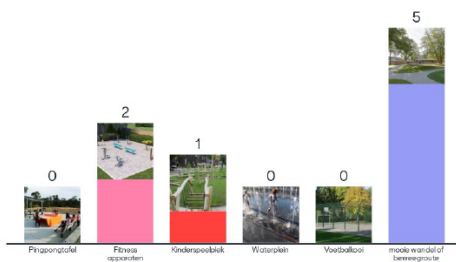 5
2
1
0
0
0
Pingpongtafel
Fitness
apparaten
Kinderspeelplek
Waterplein
Voetbalkooi
mooie wandel of
beweegroute